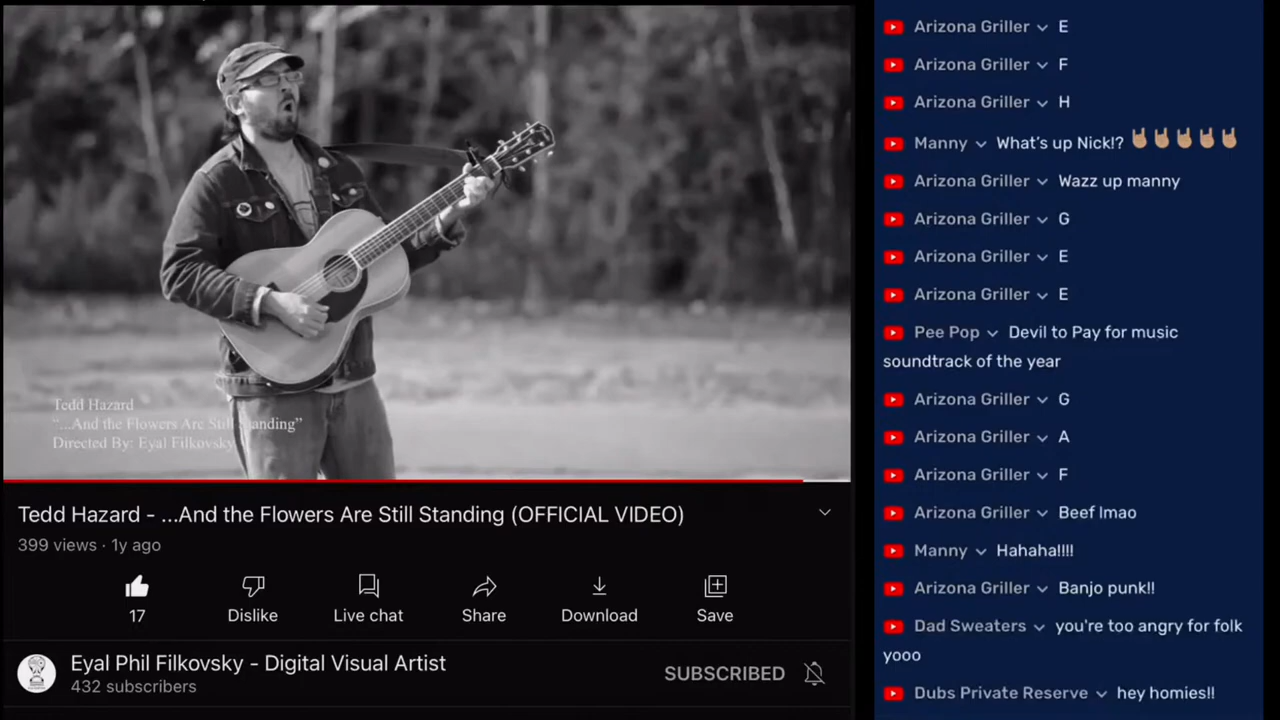 Tedd Hazard
"...And the Flowers Are Still Standing"
Directed By: Eyal Filkovsky
Tedd Hazard - ...And the Flowers Are Still Standing (OFFICIAL VIDEO)
399 views · 1y ago
17
Dislike
Live chat
Share
Download
Save
Eyal Phil Filkovsky - Digital Visual Artist
432 subscribers
SUBSCRIBED
Arizona Griller E
Arizona Griller F
Arizona Griller H
Manny What's up Nick!? 🤘🏽🤘🏽🤘🏽🤘🏽🤘🏽
Arizona Griller Wazz up manny
Arizona Griller G
Arizona Griller E
Arizona Griller E
Pee Pop Devil to Pay for music
soundtrack of the year
Arizona Griller G
Arizona Griller A
Arizona Griller F
Arizona Griller Beef lmao
Manny Hahaha!!!!
Arizona Griller Banjo punk!!
Dad Sweaters you're too angry for folk
yooo
Dubs Private Reserve hey homies!!